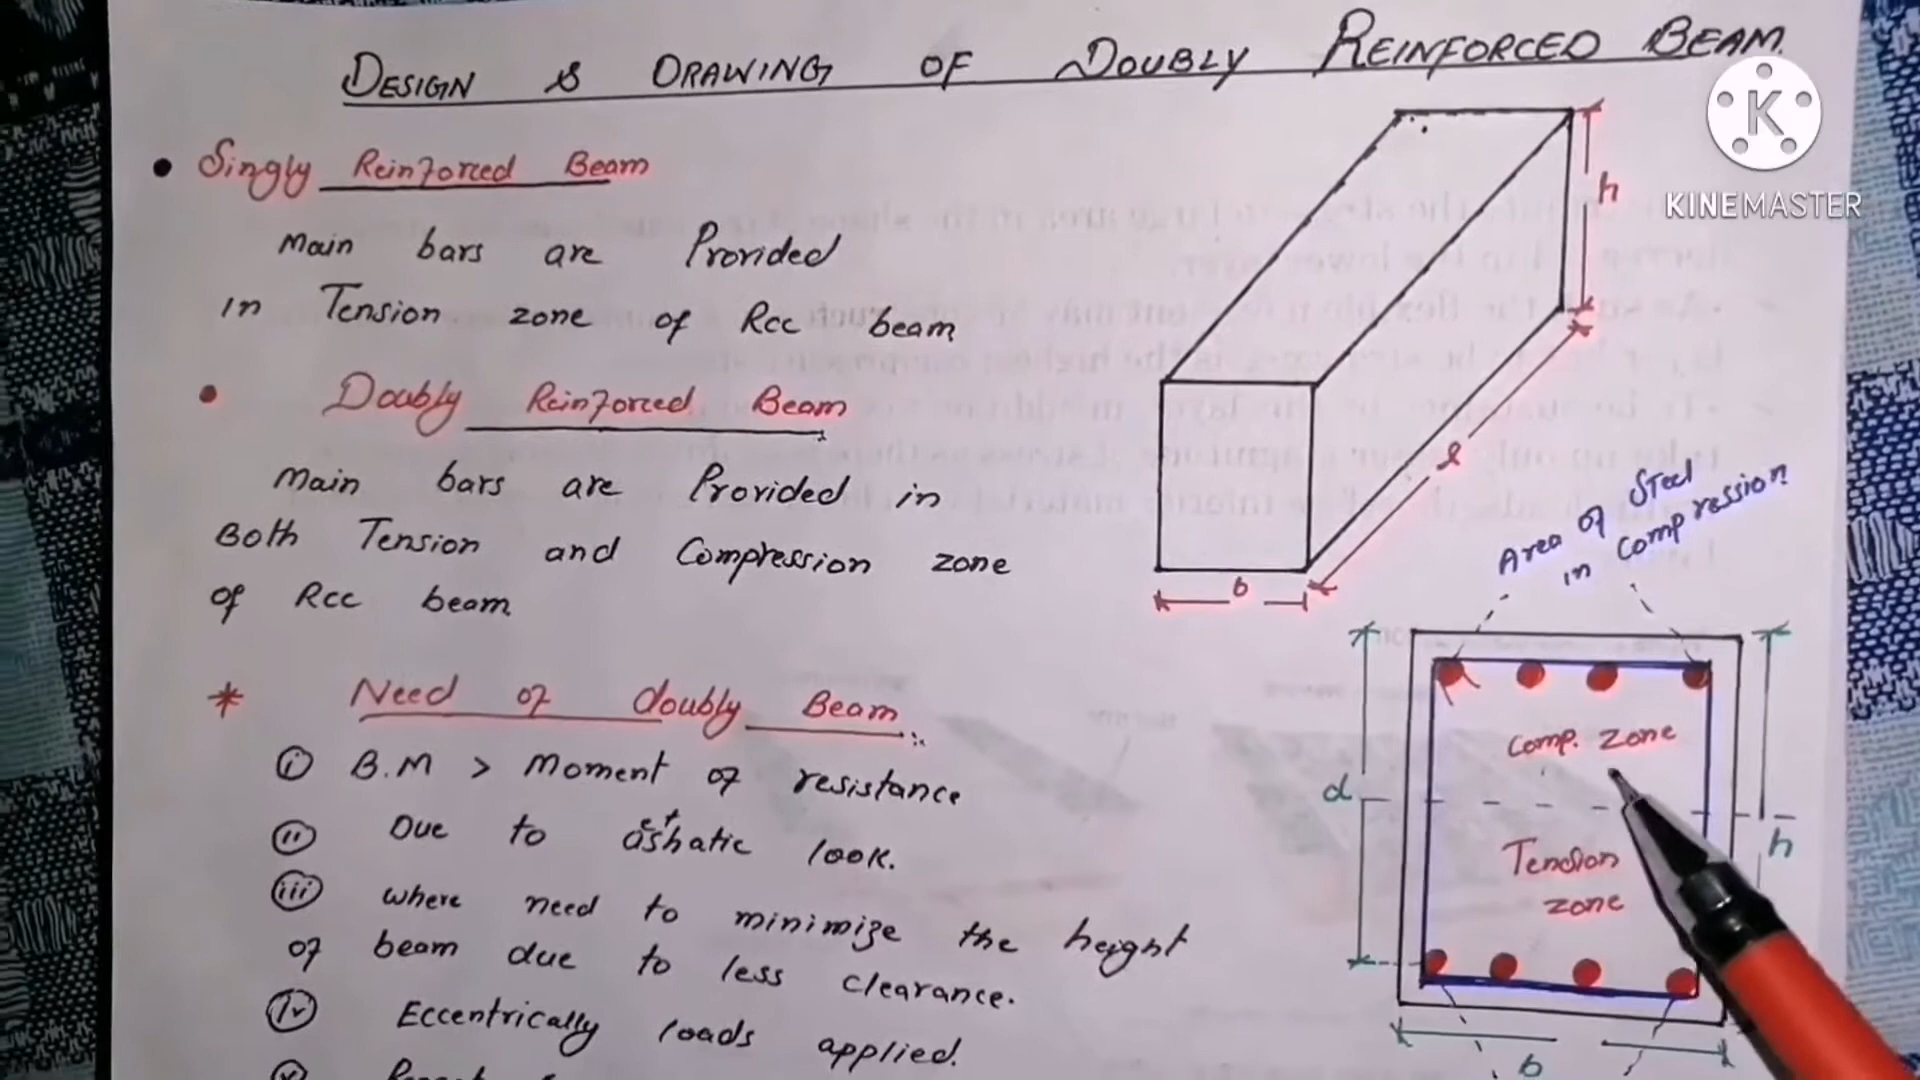 DESIGN & DRAWING OF DOUBLY REINFORCED BEAM.
KINEMASTER
• Singly Reinforced Beam
Main bars are Provided
in Tension zone of Rcc beam
• Doubly Reinforced Beam
Main bars are Provided in
Both Tension and Compression zone
of Rcc beam
* Need of doubly Beam
(i) B.M > Moment of resistance
(ii) Due to asthatic look.
(iii) where need to minimize the height
of beam due to less clearance.
(iv) Eccentrically loads applied.
(v)
h
l
b
Area of Steel
in Compression
Comp. zone
d
Tension
zone
h
b